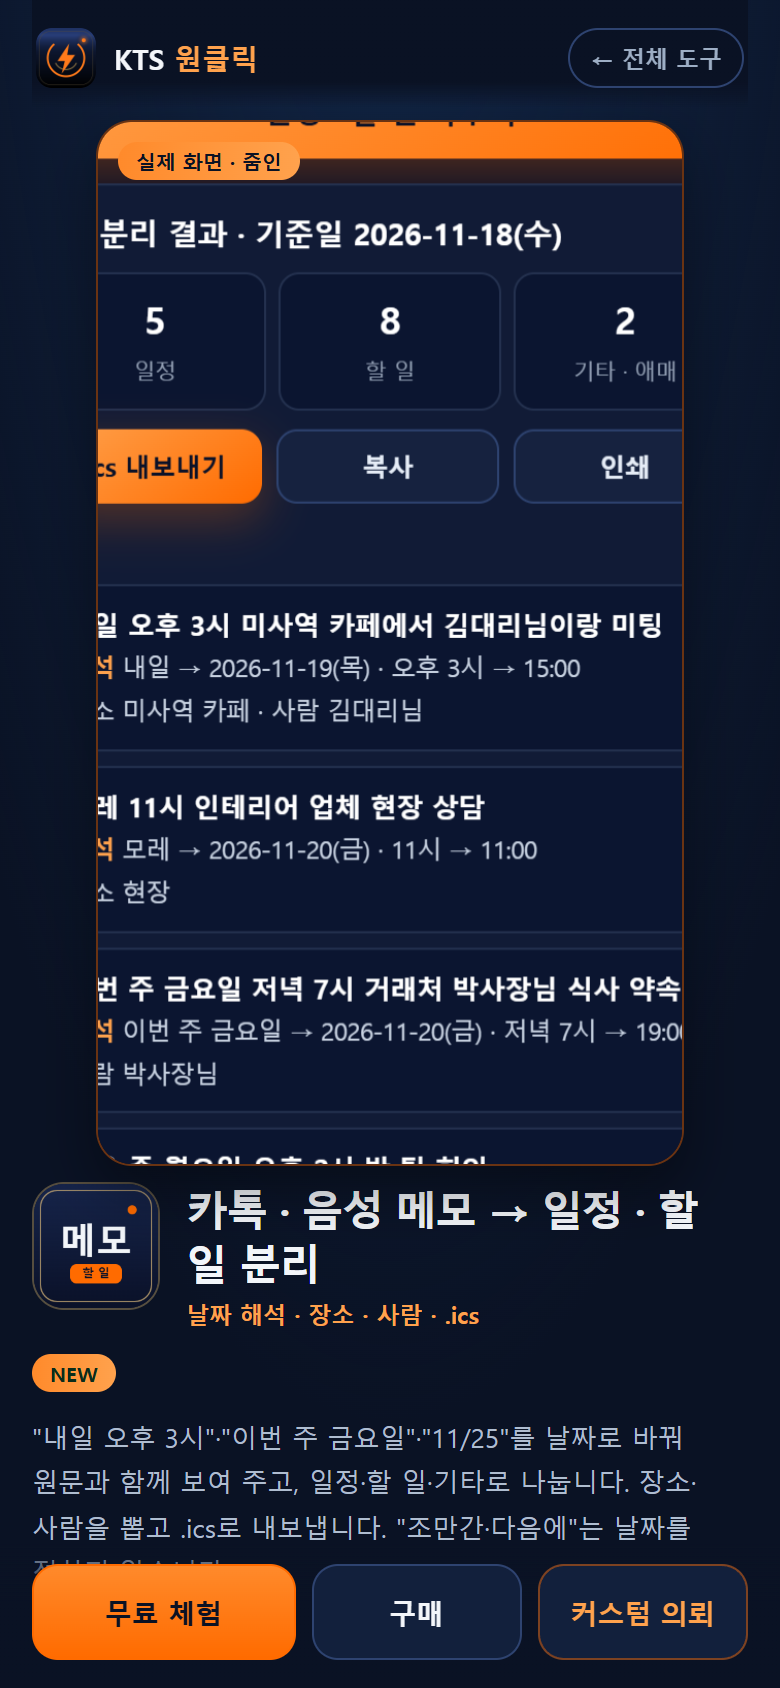 KTS 원클릭
← 전체 도구
실제 화면 · 줌인
분리 결과 · 기준일 2026-11-18(수)
5
일정
8
할 일
2
기타 · 애매
cs 내보내기
복사
인쇄
일 오후 3시 미사역 카페에서 김대리님이랑 미팅
석 내일 → 2026-11-19(목) · 오후 3시 → 15:00
소 미사역 카페 · 사람 김대리님
레 11시 인테리어 업체 현장 상담
석 모레 → 2026-11-20(금) · 11시 → 11:00
소 현장
번 주 금요일 저녁 7시 거래처 박사장님 식사 약속
석 이번 주 금요일 → 2026-11-20(금) · 저녁 7시 → 19:00
람 박사장님
메모
할 일
카톡 · 음성 메모 → 일정 · 할
일 분리
날짜 해석 · 장소 · 사람 · .ics
NEW
"내일 오후 3시"·"이번 주 금요일"·"11/25"를 날짜로 바꿔
원문과 함께 보여 주고, 일정·할 일·기타로 나눕니다. 장소·
사람을 뽑고 .ics로 내보냅니다. "조만간·다음에"는 날짜를
무료 체험
구매
커스텀 의뢰